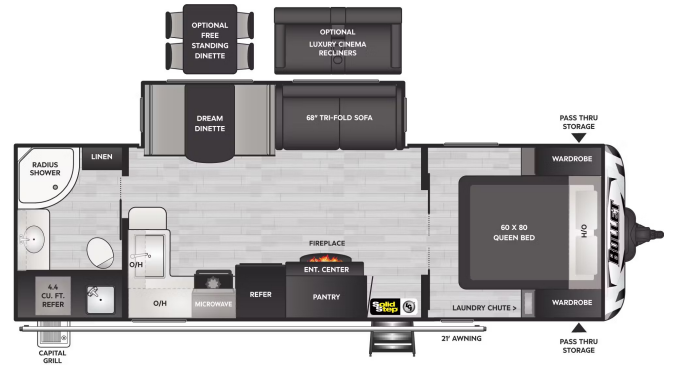 OPTIONAL
FREE
STANDING
DINETTE
OPTIONAL
LUXURY CINEMA
RECLINERS
DREAM
DINETTE
68" TRI-FOLD SOFA
PASS THRU
STORAGE
RADIUS
SHOWER
LINEN
WARDROBE
60 X 80
QUEEN BED
H/O
BULLET
FIREPLACE
ENT. CENTER
O/H
4.4
CU. FT.
REFER
O/H
MICROWAVE
REFER
PANTRY
Solid
Step
LAUNDRY CHUTE >
WARDROBE
21' AWNING
CAPITAL
GRILL
PASS THRU
STORAGE